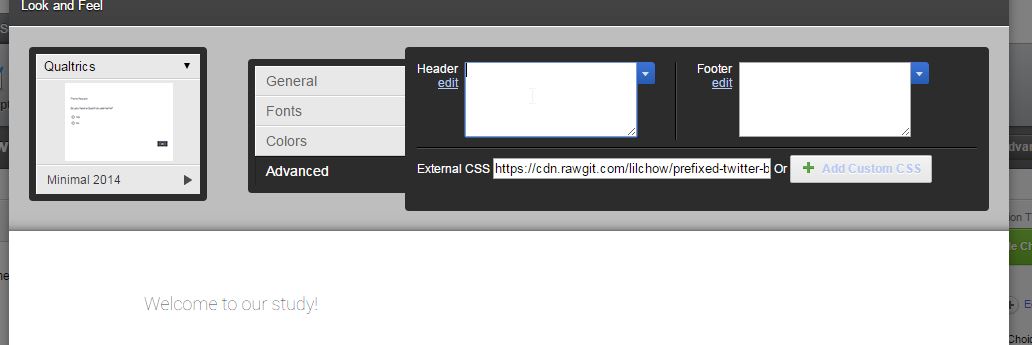 Look and Feel
Qualtrics
Minimal 2014
General
Fonts
Colors
Advanced
Header
edit
Footer
edit
External CSS https://cdn.rawgit.com/lilchow/prefixed-twitter-b Or Add Custom CSS
Welcome to our study!